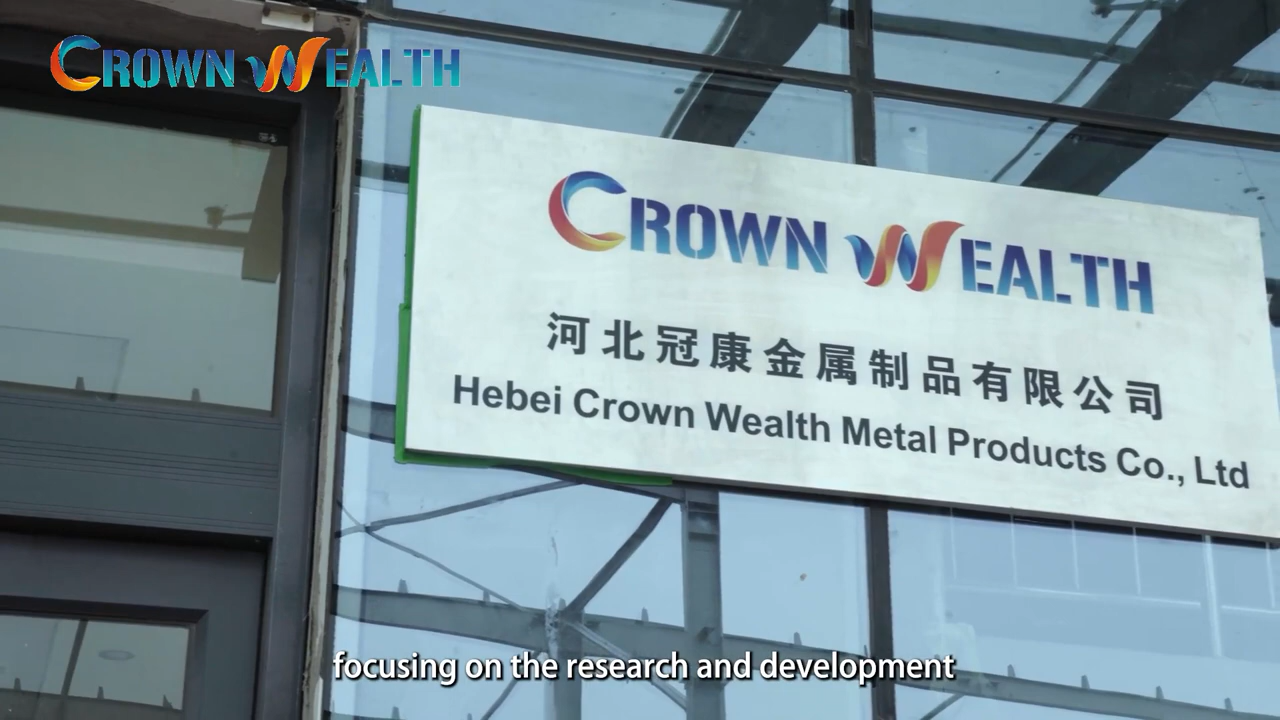 CROWN WEALTH
CROWN WEALTH
河北冠康金属制品有限公司
Hebei Crown Wealth Metal Products Co., Ltd
focusing on the research and development